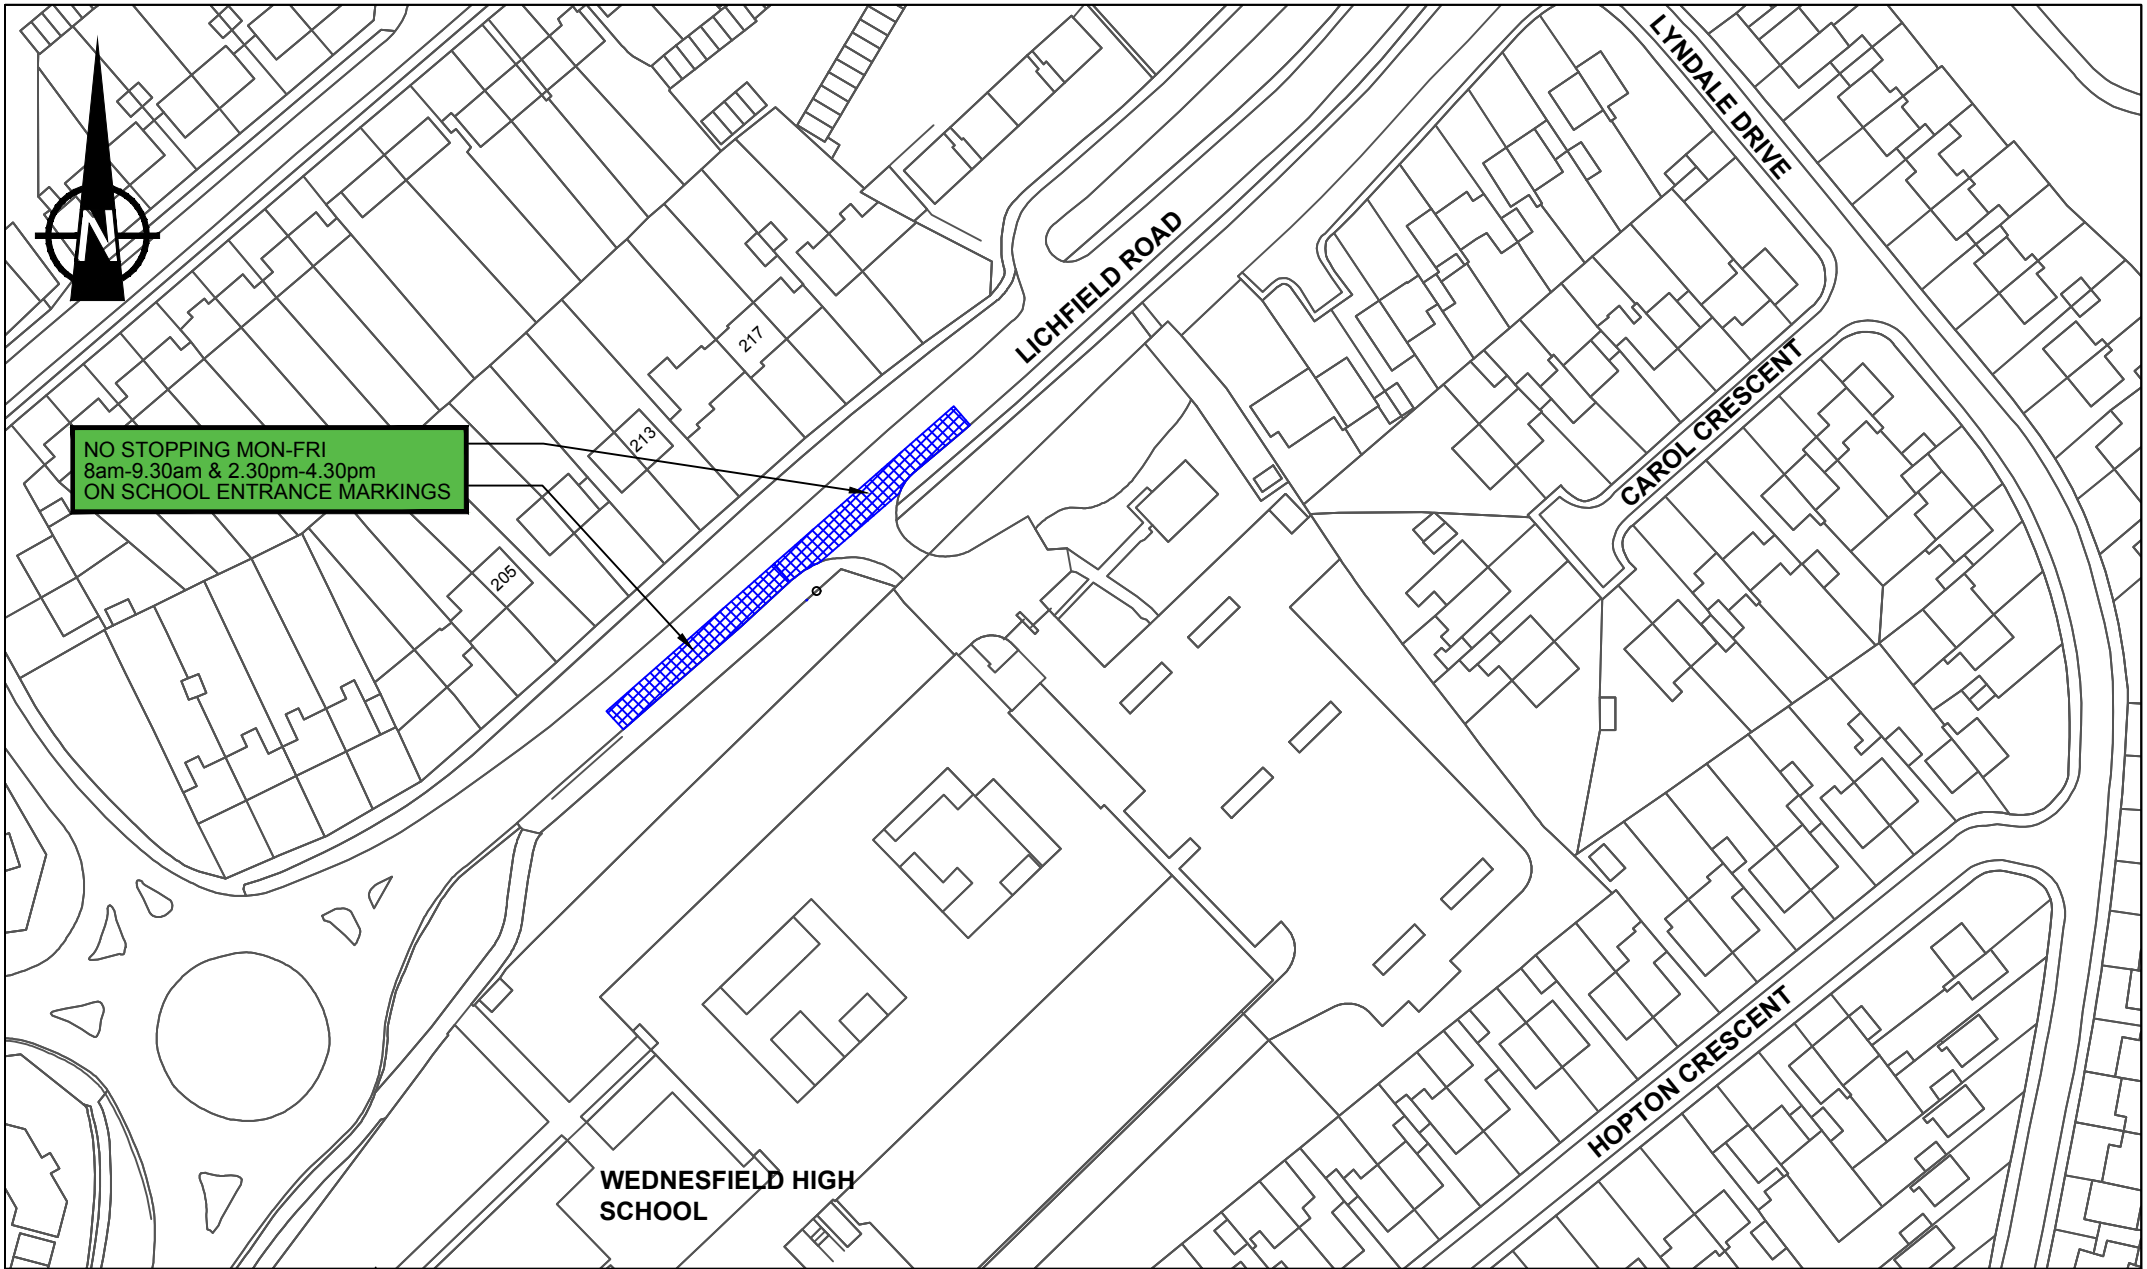 LYNDALE DRIVE
N
LICHFIELD ROAD
217
CAROL CRESCENT
213
NO STOPPING MON-FRI
8am-9.30am & 2.30pm-4.30pm
ON SCHOOL ENTRANCE MARKINGS
205
HOPTON CRESCENT
WEDNESFIELD HIGH
SCHOOL